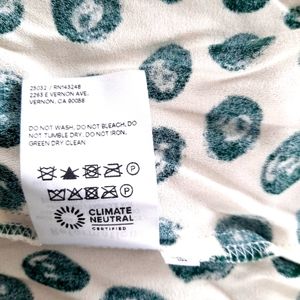 25032 / RN143248
2263 E VERNON AVE.
VERNON, CA 90058
DO NOT WASH, DO NOT BLEACH, DO
NOT TUMBLE DRY, DO NOT IRON,
GREEN DRY CLEAN
P
P
CLIMATE
NEUTRAL
CERTIFIED